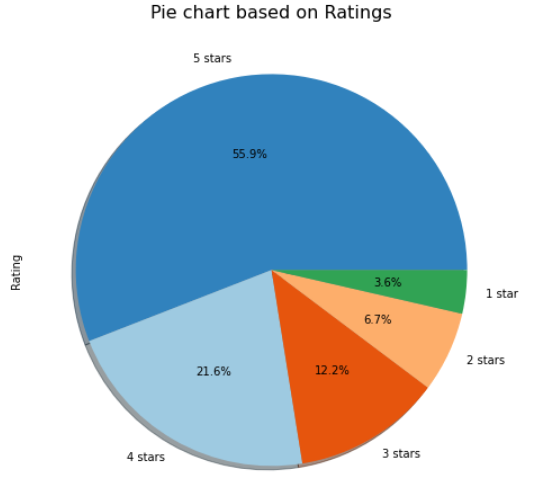 Pie chart based on Ratings
5 stars
55.9%
Rating
3.6%
1 star
6.7%
2 stars
21.6%
12.2%
4 stars
3 stars